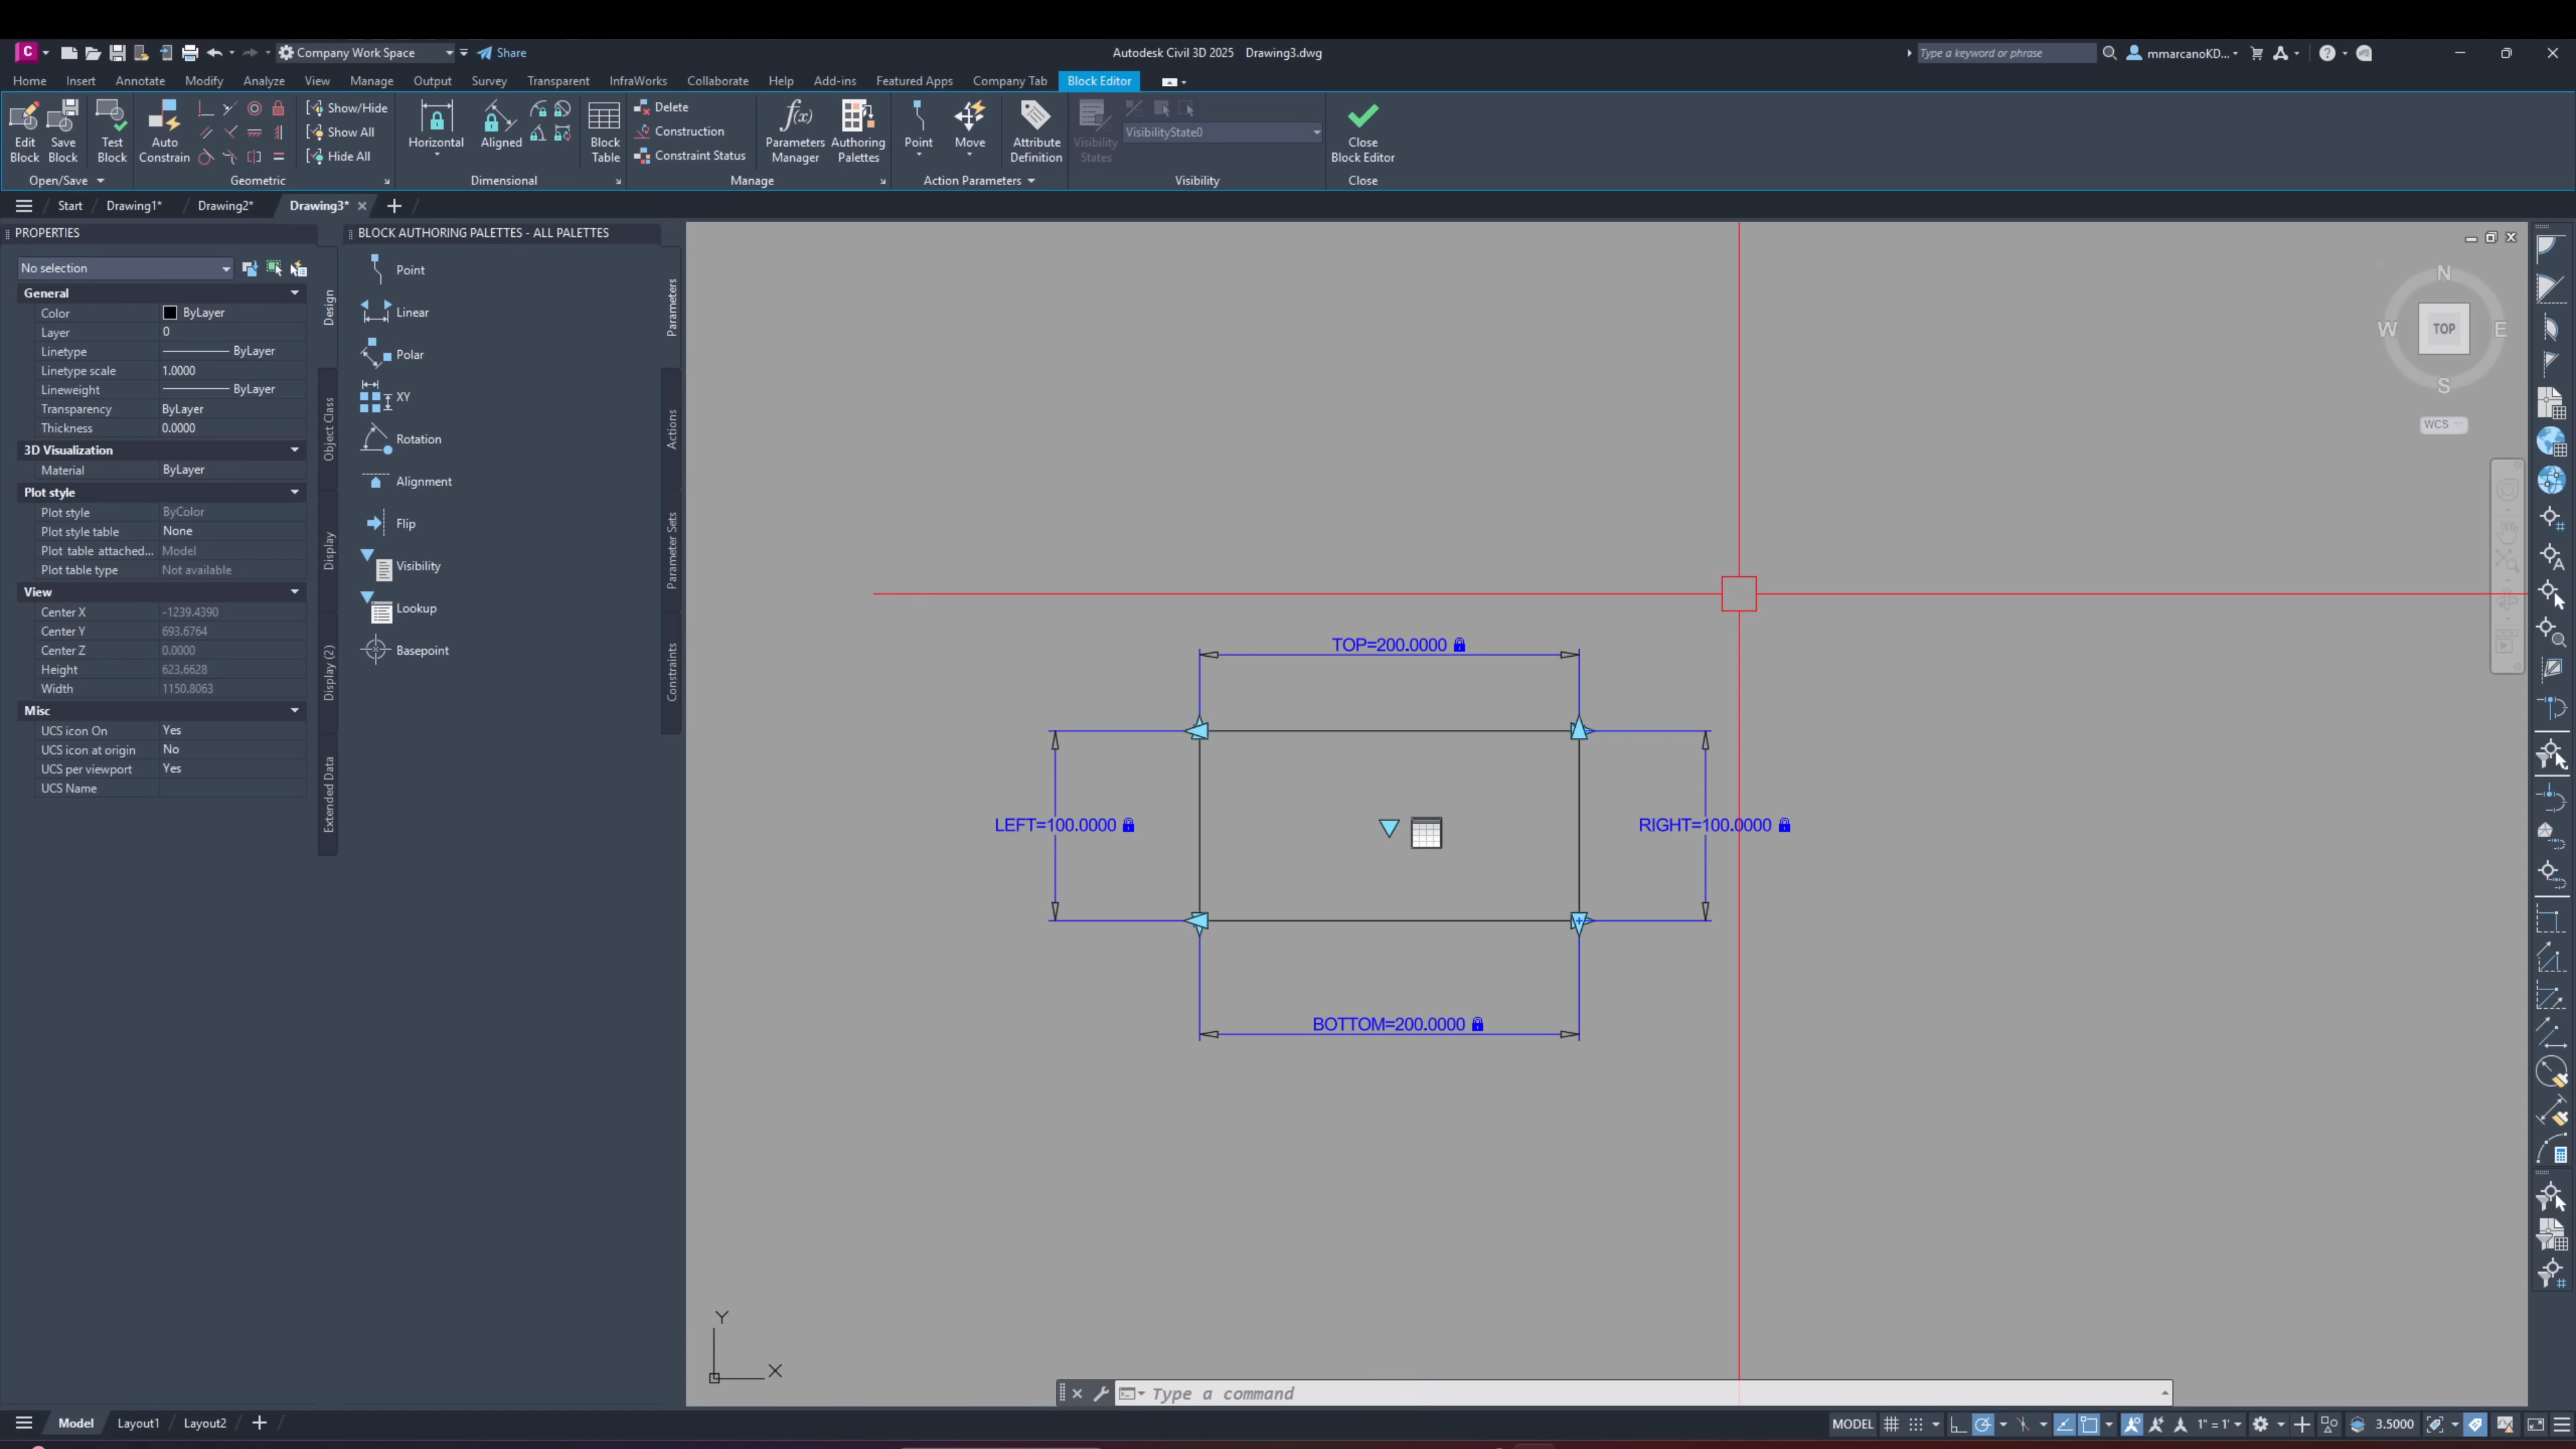 C
Company Work Space
Share
Autodesk Civil 3D 2025 Drawing3.dwg
Type a keyword or phrase
mmarcanoKD...
Home Insert Annotate Modify Analyze View Manage Output Survey Transparent InfraWorks Collaborate Help Add-ins Featured Apps Company Tab Block Editor
Edit Block
Save Block
Test Block
Auto Constrain
Show/Hide
Show All
Hide All
Horizontal
Aligned
Block Table
Delete
Construction
Constraint Status
f(x)
Parameters Manager
Authoring Palettes
Point
Move
Attribute Definition
Visibility States
VisibilityState0
Close Block Editor
Open/Save
Geometric
Dimensional
Manage
Action Parameters
Visibility
Close
Start Drawing1* Drawing2* Drawing3*
PROPERTIES
No selection
General
Color ByLayer
Layer 0
Linetype ByLayer
Linetype scale 1.0000
Lineweight ByLayer
Transparency ByLayer
Thickness 0.0000
3D Visualization
Material ByLayer
Plot style
Plot style ByColor
Plot style table None
Plot table attached... Model
Plot table type Not available
View
Center X -1239.4390
Center Y 693.6764
Center Z 0.0000
Height 623.6628
Width 1150.8063
Misc
UCS icon On Yes
UCS icon at origin No
UCS per viewport Yes
UCS Name
Design
Object Class
Display
Display (2)
Extended Data
BLOCK AUTHORING PALETTES - ALL PALETTES
Point
Linear
Polar
XY
Rotation
Alignment
Flip
Visibility
Lookup
Basepoint
Parameters
Actions
Parameter Sets
Constraints
N
W TOP E
S
WCS
TOP=200.0000
LEFT=100.0000
RIGHT=100.0000
BOTTOM=200.0000
Y
X
Type a command
Model Layout1 Layout2
MODEL
1" = 1'
3.5000